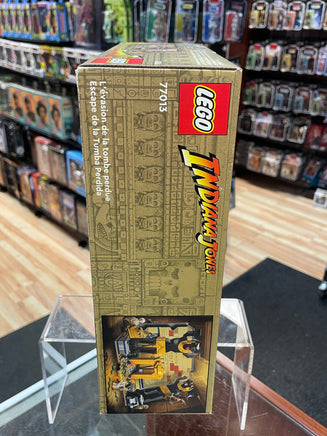 LEGO
INDIANA JONES
77013
L'évasion de la tombe perdue
Escape de la Tumba Perdida